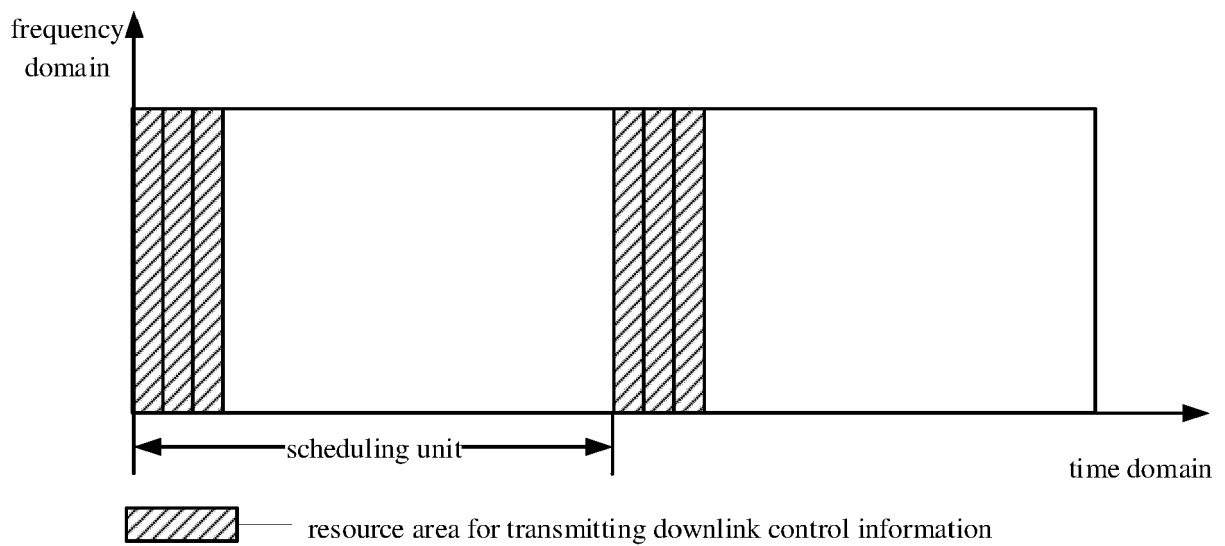 frequency
domain
scheduling unit
time domain
resource area for transmitting downlink control information